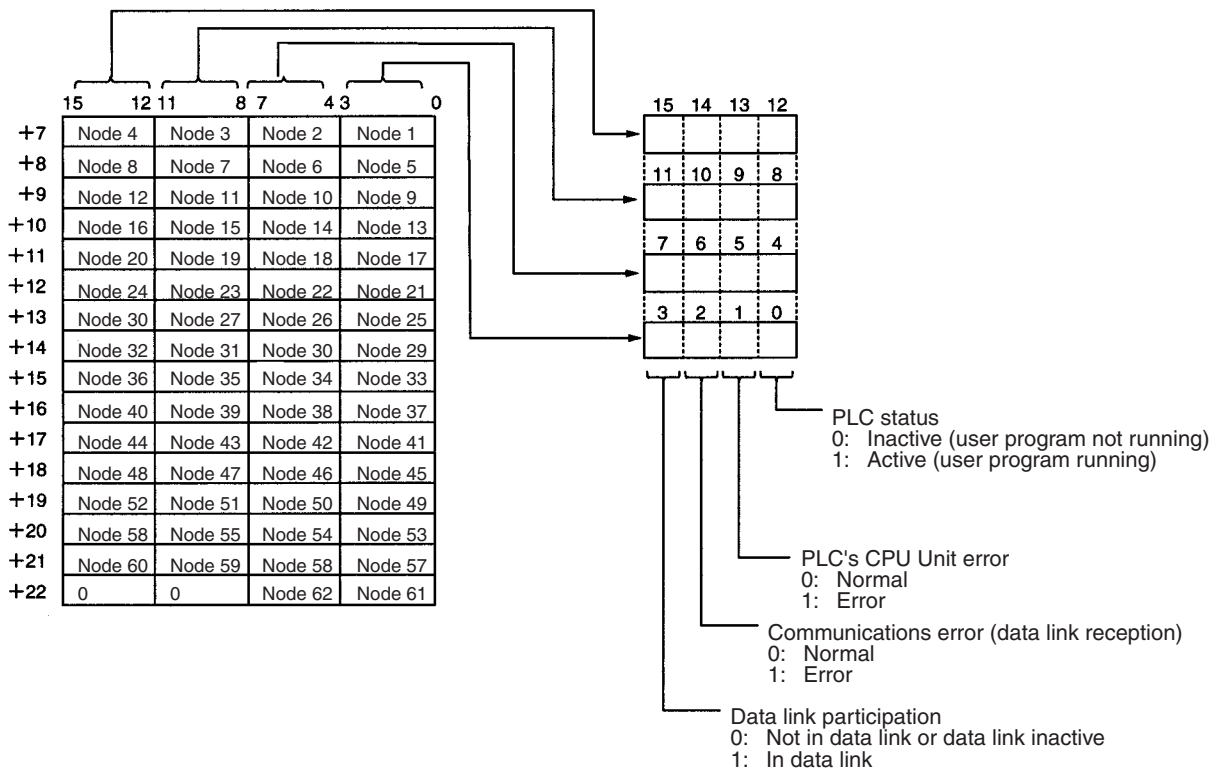 15 12 11 8 7 4 3 0
+7 Node 4 Node 3 Node 2 Node 1
+8 Node 8 Node 7 Node 6 Node 5
+9 Node 12 Node 11 Node 10 Node 9
+10 Node 16 Node 15 Node 14 Node 13
+11 Node 20 Node 19 Node 18 Node 17
+12 Node 24 Node 23 Node 22 Node 21
+13 Node 30 Node 27 Node 26 Node 25
+14 Node 32 Node 31 Node 30 Node 29
+15 Node 36 Node 35 Node 34 Node 33
+16 Node 40 Node 39 Node 38 Node 37
+17 Node 44 Node 43 Node 42 Node 41
+18 Node 48 Node 47 Node 46 Node 45
+19 Node 52 Node 51 Node 50 Node 49
+20 Node 58 Node 55 Node 54 Node 53
+21 Node 60 Node 59 Node 58 Node 57
+22 0 0 Node 62 Node 61
15 14 13 12
11 10 9 8
7 6 5 4
3 2 1 0
PLC status
0: Inactive (user program not running)
1: Active (user program running)
PLC's CPU Unit error
0: Normal
1: Error
Communications error (data link reception)
0: Normal
1: Error
Data link participation
0: Not in data link or data link inactive
1: In data link